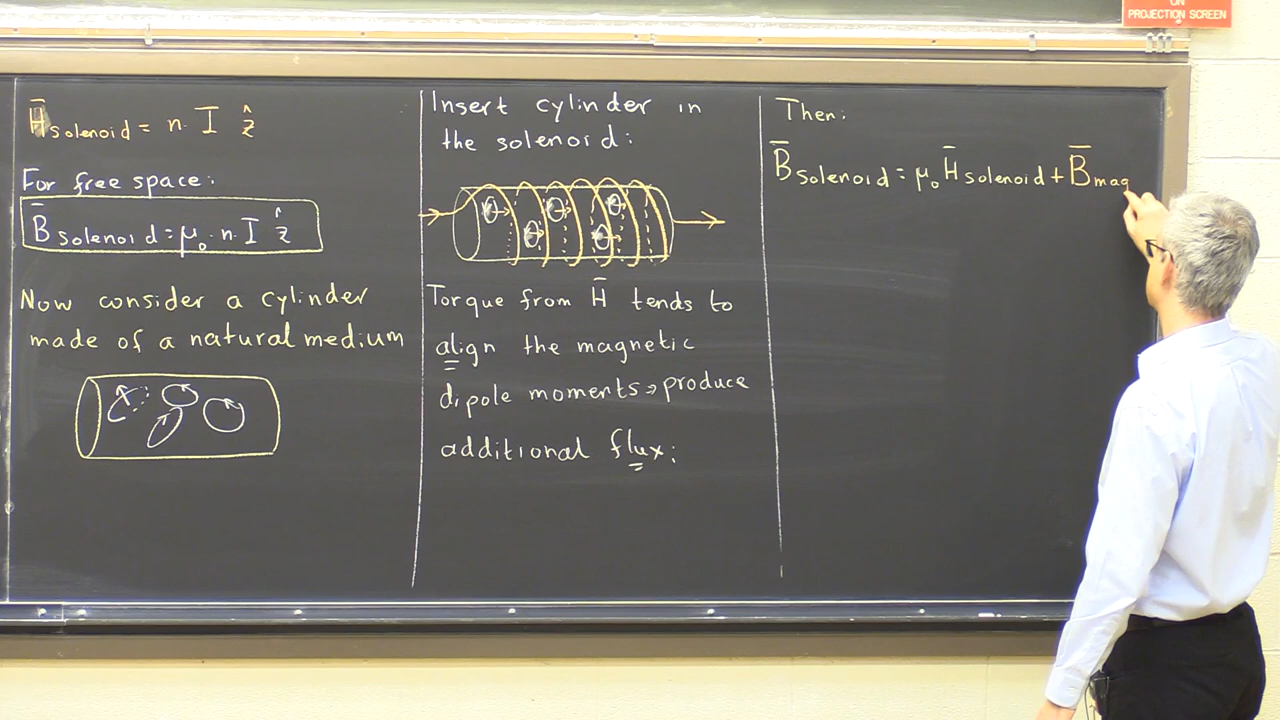 ON
PROJECTION SCREEN
H̄solenoid = n · I ẑ
For free space:
B̄solenoid = μ₀ · n · I ẑ
Now consider a cylinder
made of a natural medium
Insert cylinder in
the solenoid:
Torque from H̄ tends to
align the magnetic
dipole moments → produce
additional flux:
Then:
B̄solenoid = μ₀ H̄solenoid + B̄mag